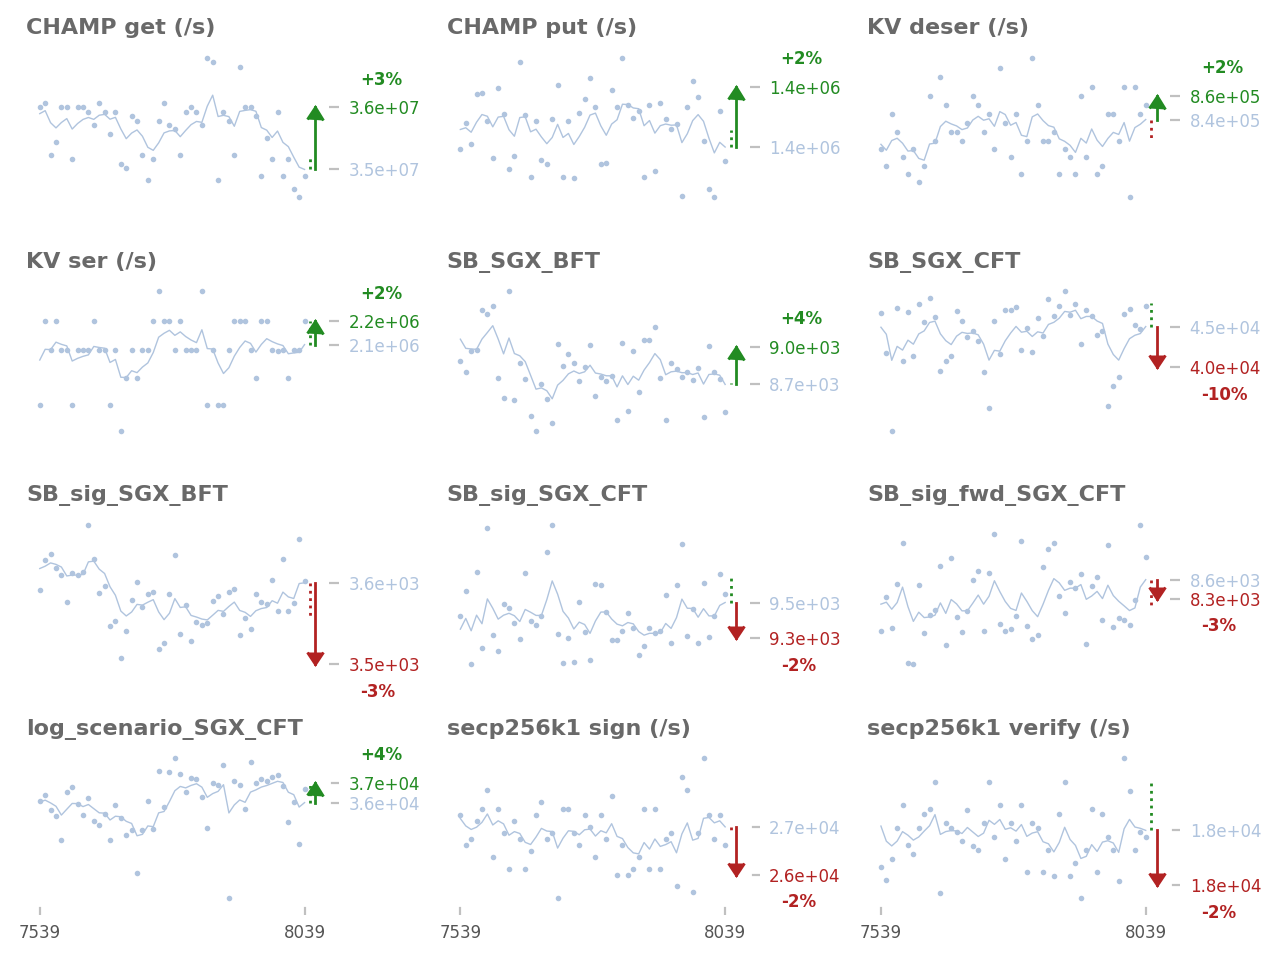 CHAMP get (/s)
+3%
3.6e+07
3.5e+07
CHAMP put (/s)
+2%
1.4e+06
1.4e+06
KV deser (/s)
+2%
8.6e+05
8.4e+05
KV ser (/s)
+2%
2.2e+06
2.1e+06
SB_SGX_BFT
+4%
9.0e+03
8.7e+03
SB_SGX_CFT
4.5e+04
4.0e+04
-10%
SB_sig_SGX_BFT
3.6e+03
3.5e+03
-3%
SB_sig_SGX_CFT
9.5e+03
9.3e+03
-2%
SB_sig_fwd_SGX_CFT
8.6e+03
8.3e+03
-3%
log_scenario_SGX_CFT
+4%
3.7e+04
3.6e+04
7539
8039
secp256k1 sign (/s)
2.7e+04
2.6e+04
-2%
7539
8039
secp256k1 verify (/s)
1.8e+04
1.8e+04
-2%
7539
8039